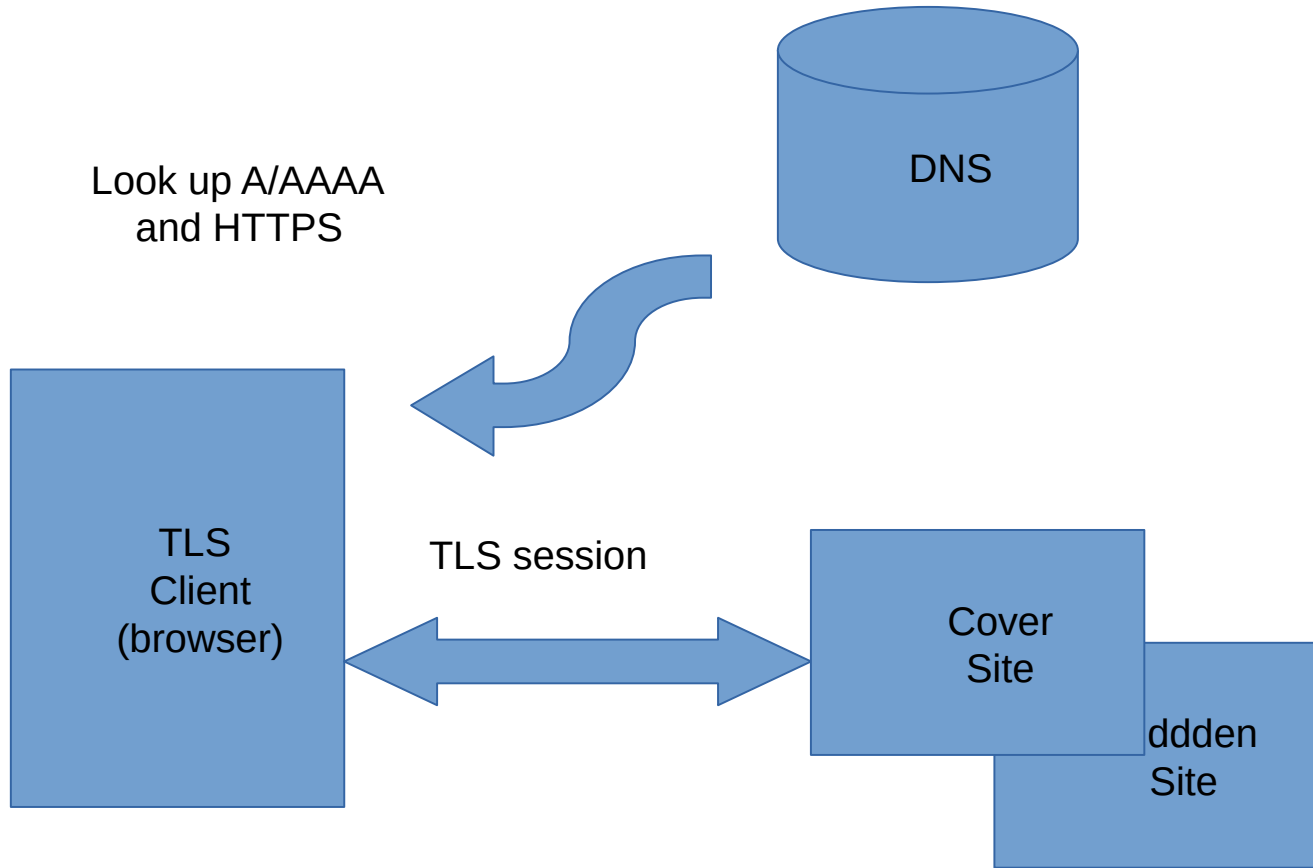 DNS
Look up A/AAAA
and HTTPS
TLS
Client
(browser)
TLS session
Cover
Site
ddden
Site